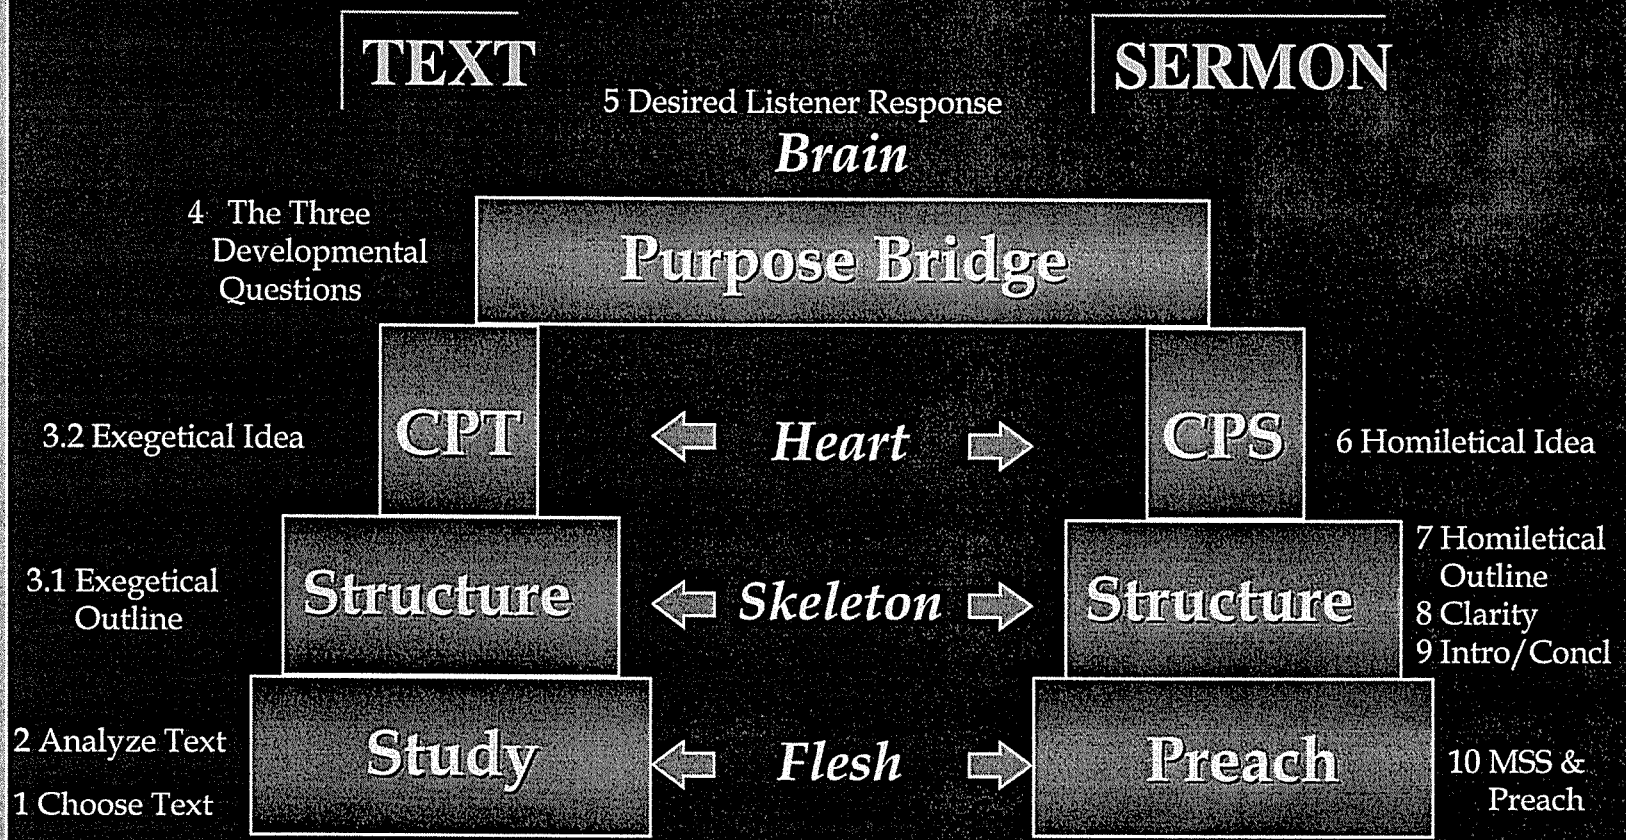 TEXT
SERMON
5 Desired Listener Response
Brain
4 The Three
Developmental
Questions
Purpose Bridge
3.2 Exegetical Idea
CPT
Heart
CPS
6 Homiletical Idea
3.1 Exegetical
Outline
Structure
Skeleton
Structure
7 Homiletical
Outline
8 Clarity
9 Intro/Concl
2 Analyze Text
1 Choose Text
Study
Flesh
Preach
10 MSS &
Preach